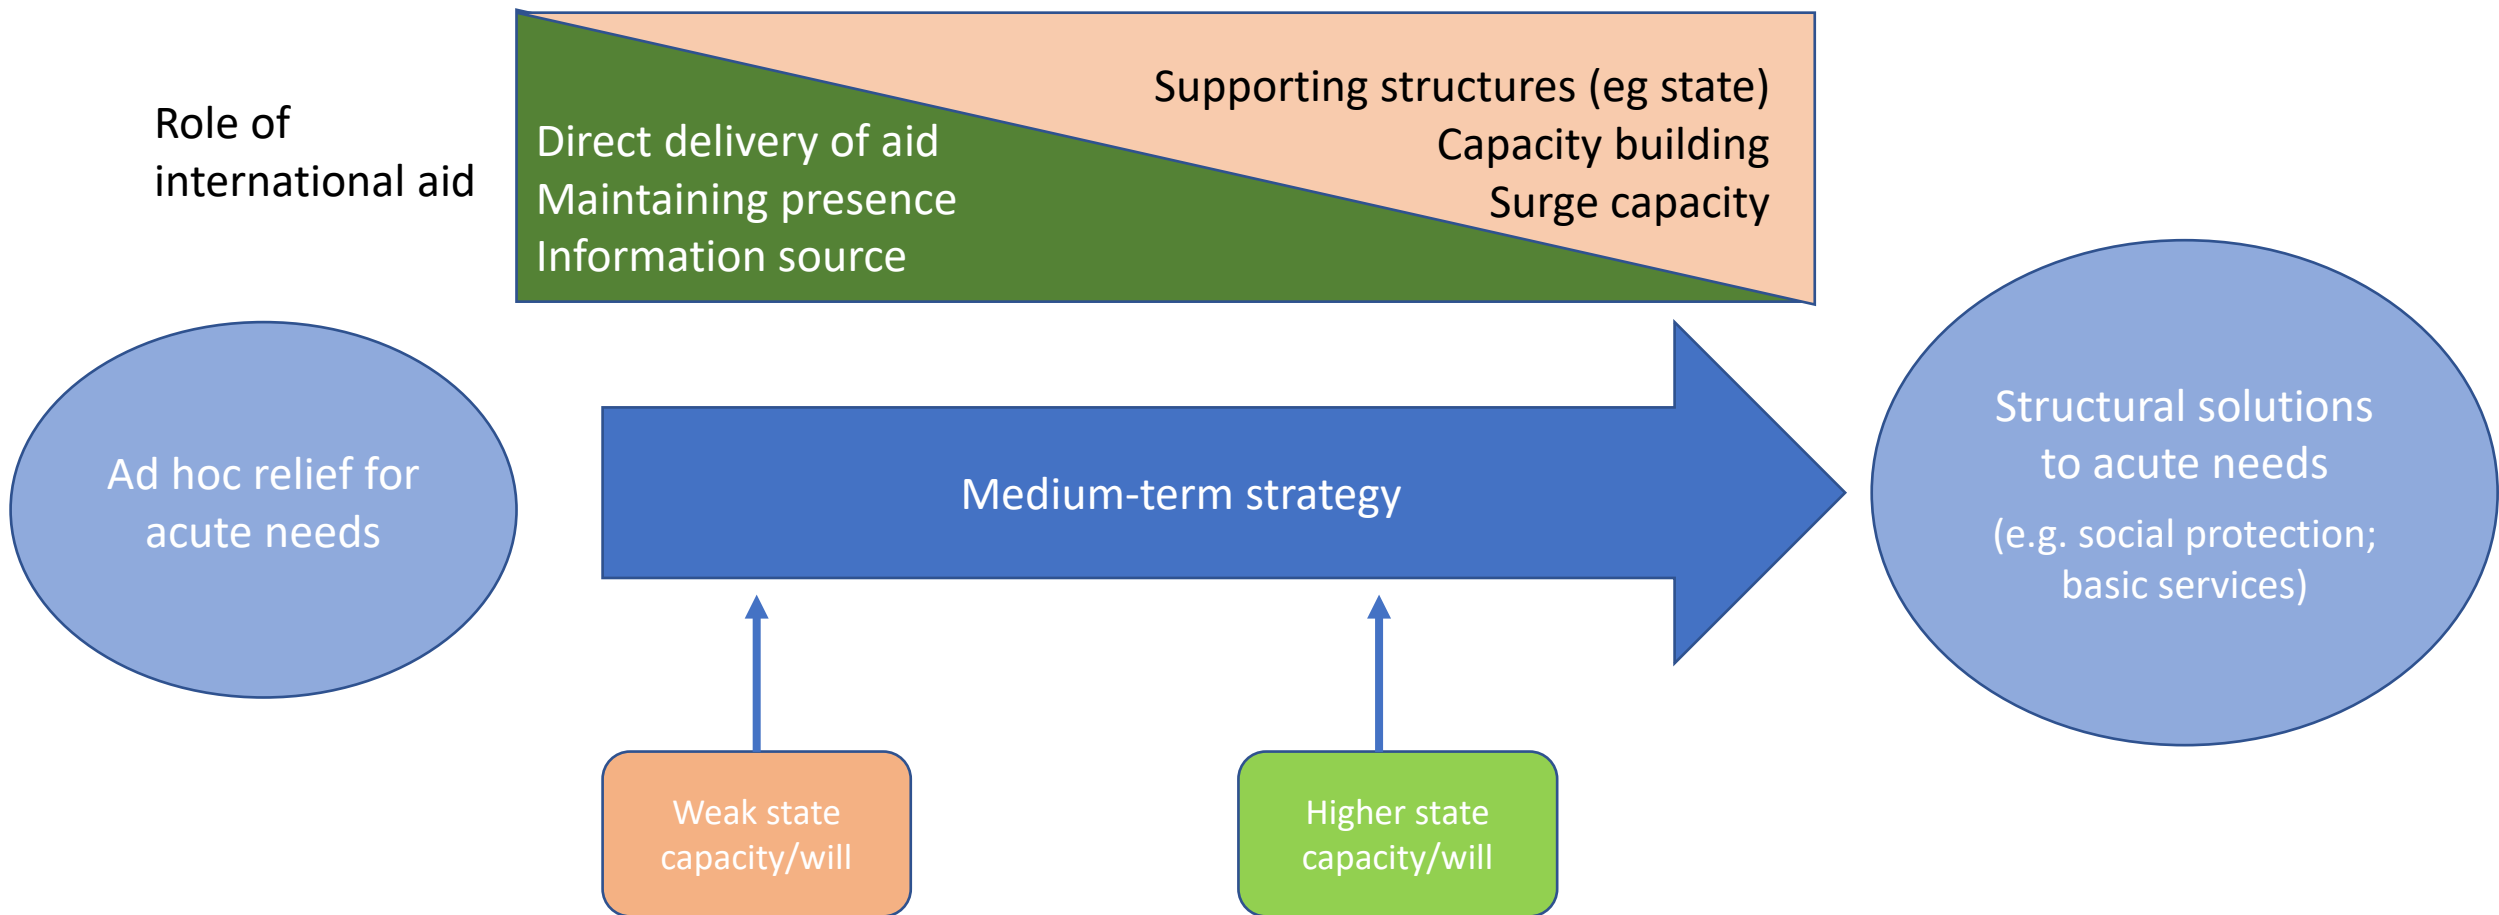 Role of
international aid
Direct delivery of aid
Maintaining presence
Information source
Supporting structures (eg state)
Capacity building
Surge capacity
Ad hoc relief for
acute needs
Medium-term strategy
Structural solutions
to acute needs
(e.g. social protection;
basic services)
Weak state
capacity/will
Higher state
capacity/will